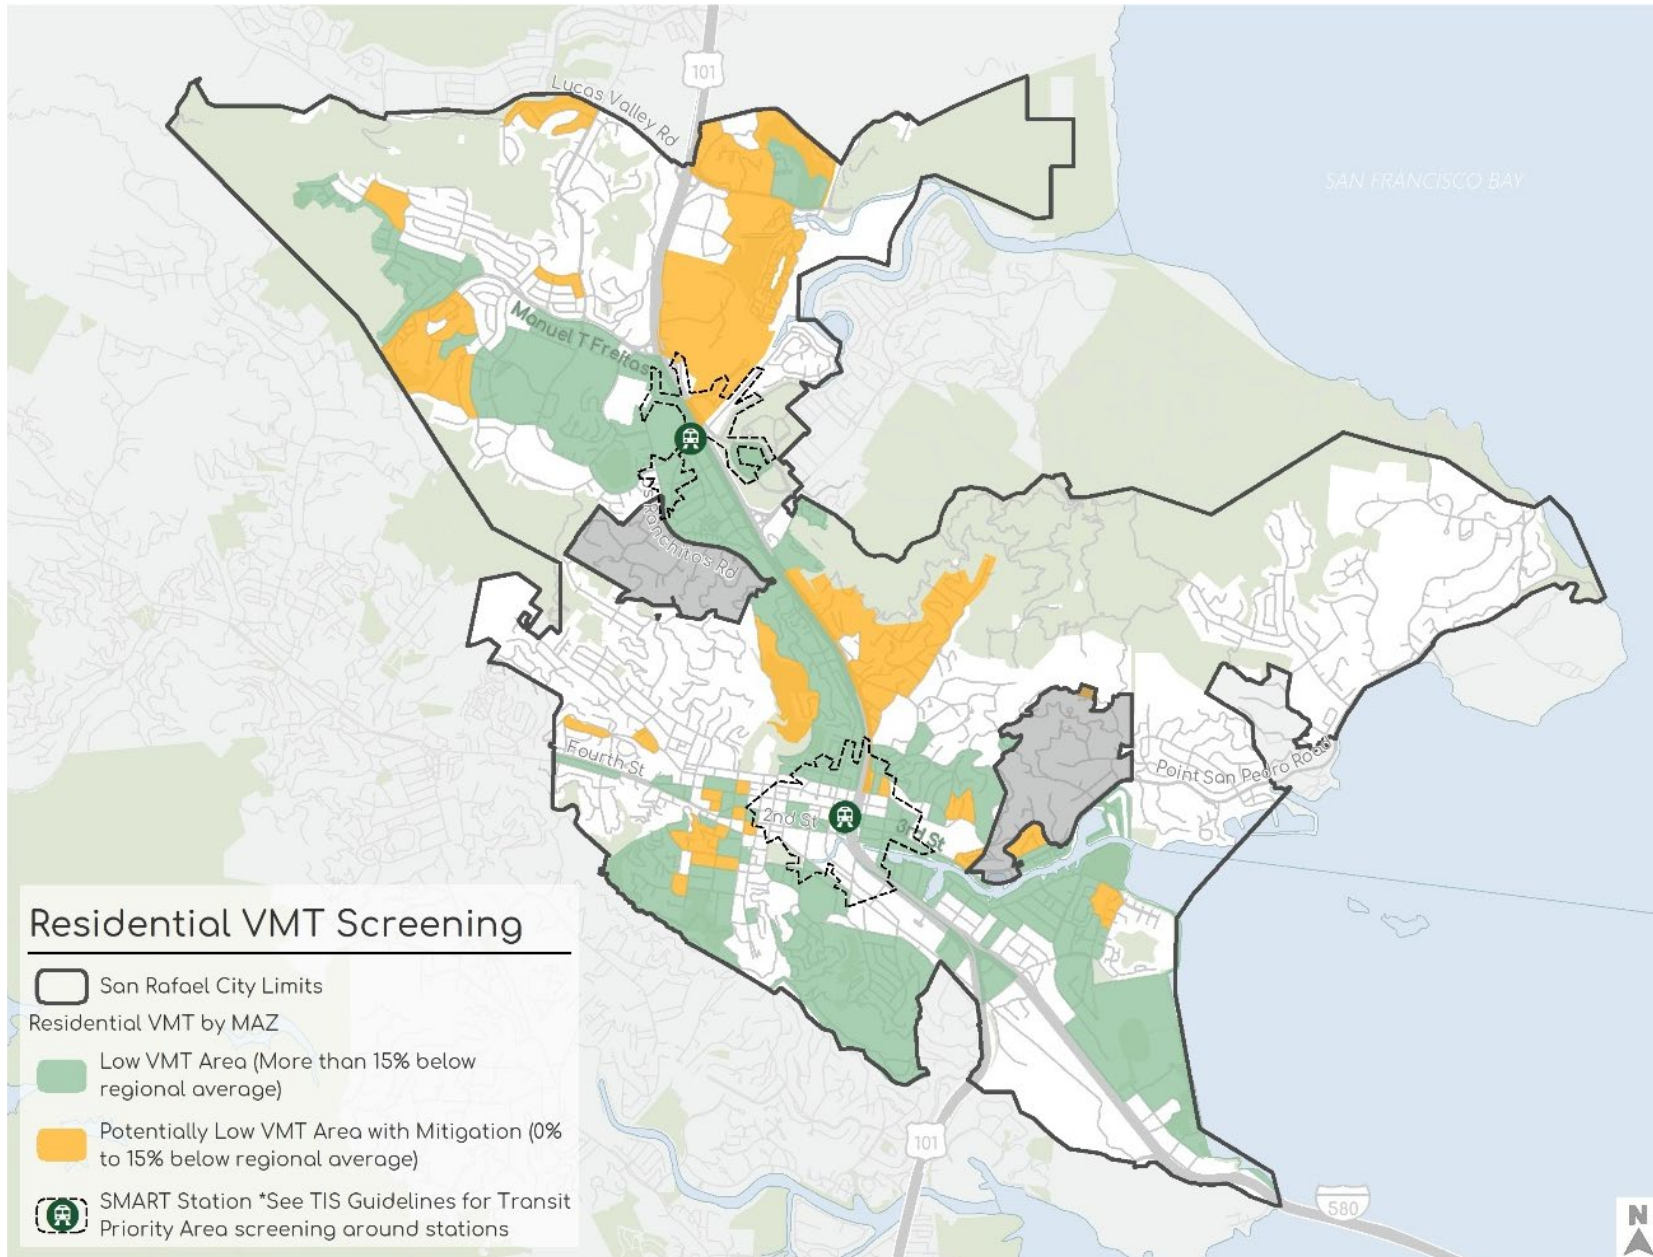 101
Lucas Valley Rd
SAN FRANCISCO BAY
Manuel T Freitas
Ranchitos Rd
Fourth St
Point San Pedro Road
2nd St
3rd St
Residential VMT Screening
San Rafael City Limits
Residential VMT by MAZ
Low VMT Area (More than 15% below
regional average)
Potentially Low VMT Area with Mitigation (0%
to 15% below regional average)
SMART Station *See TIS Guidelines for Transit
Priority Area screening around stations
101
580
N